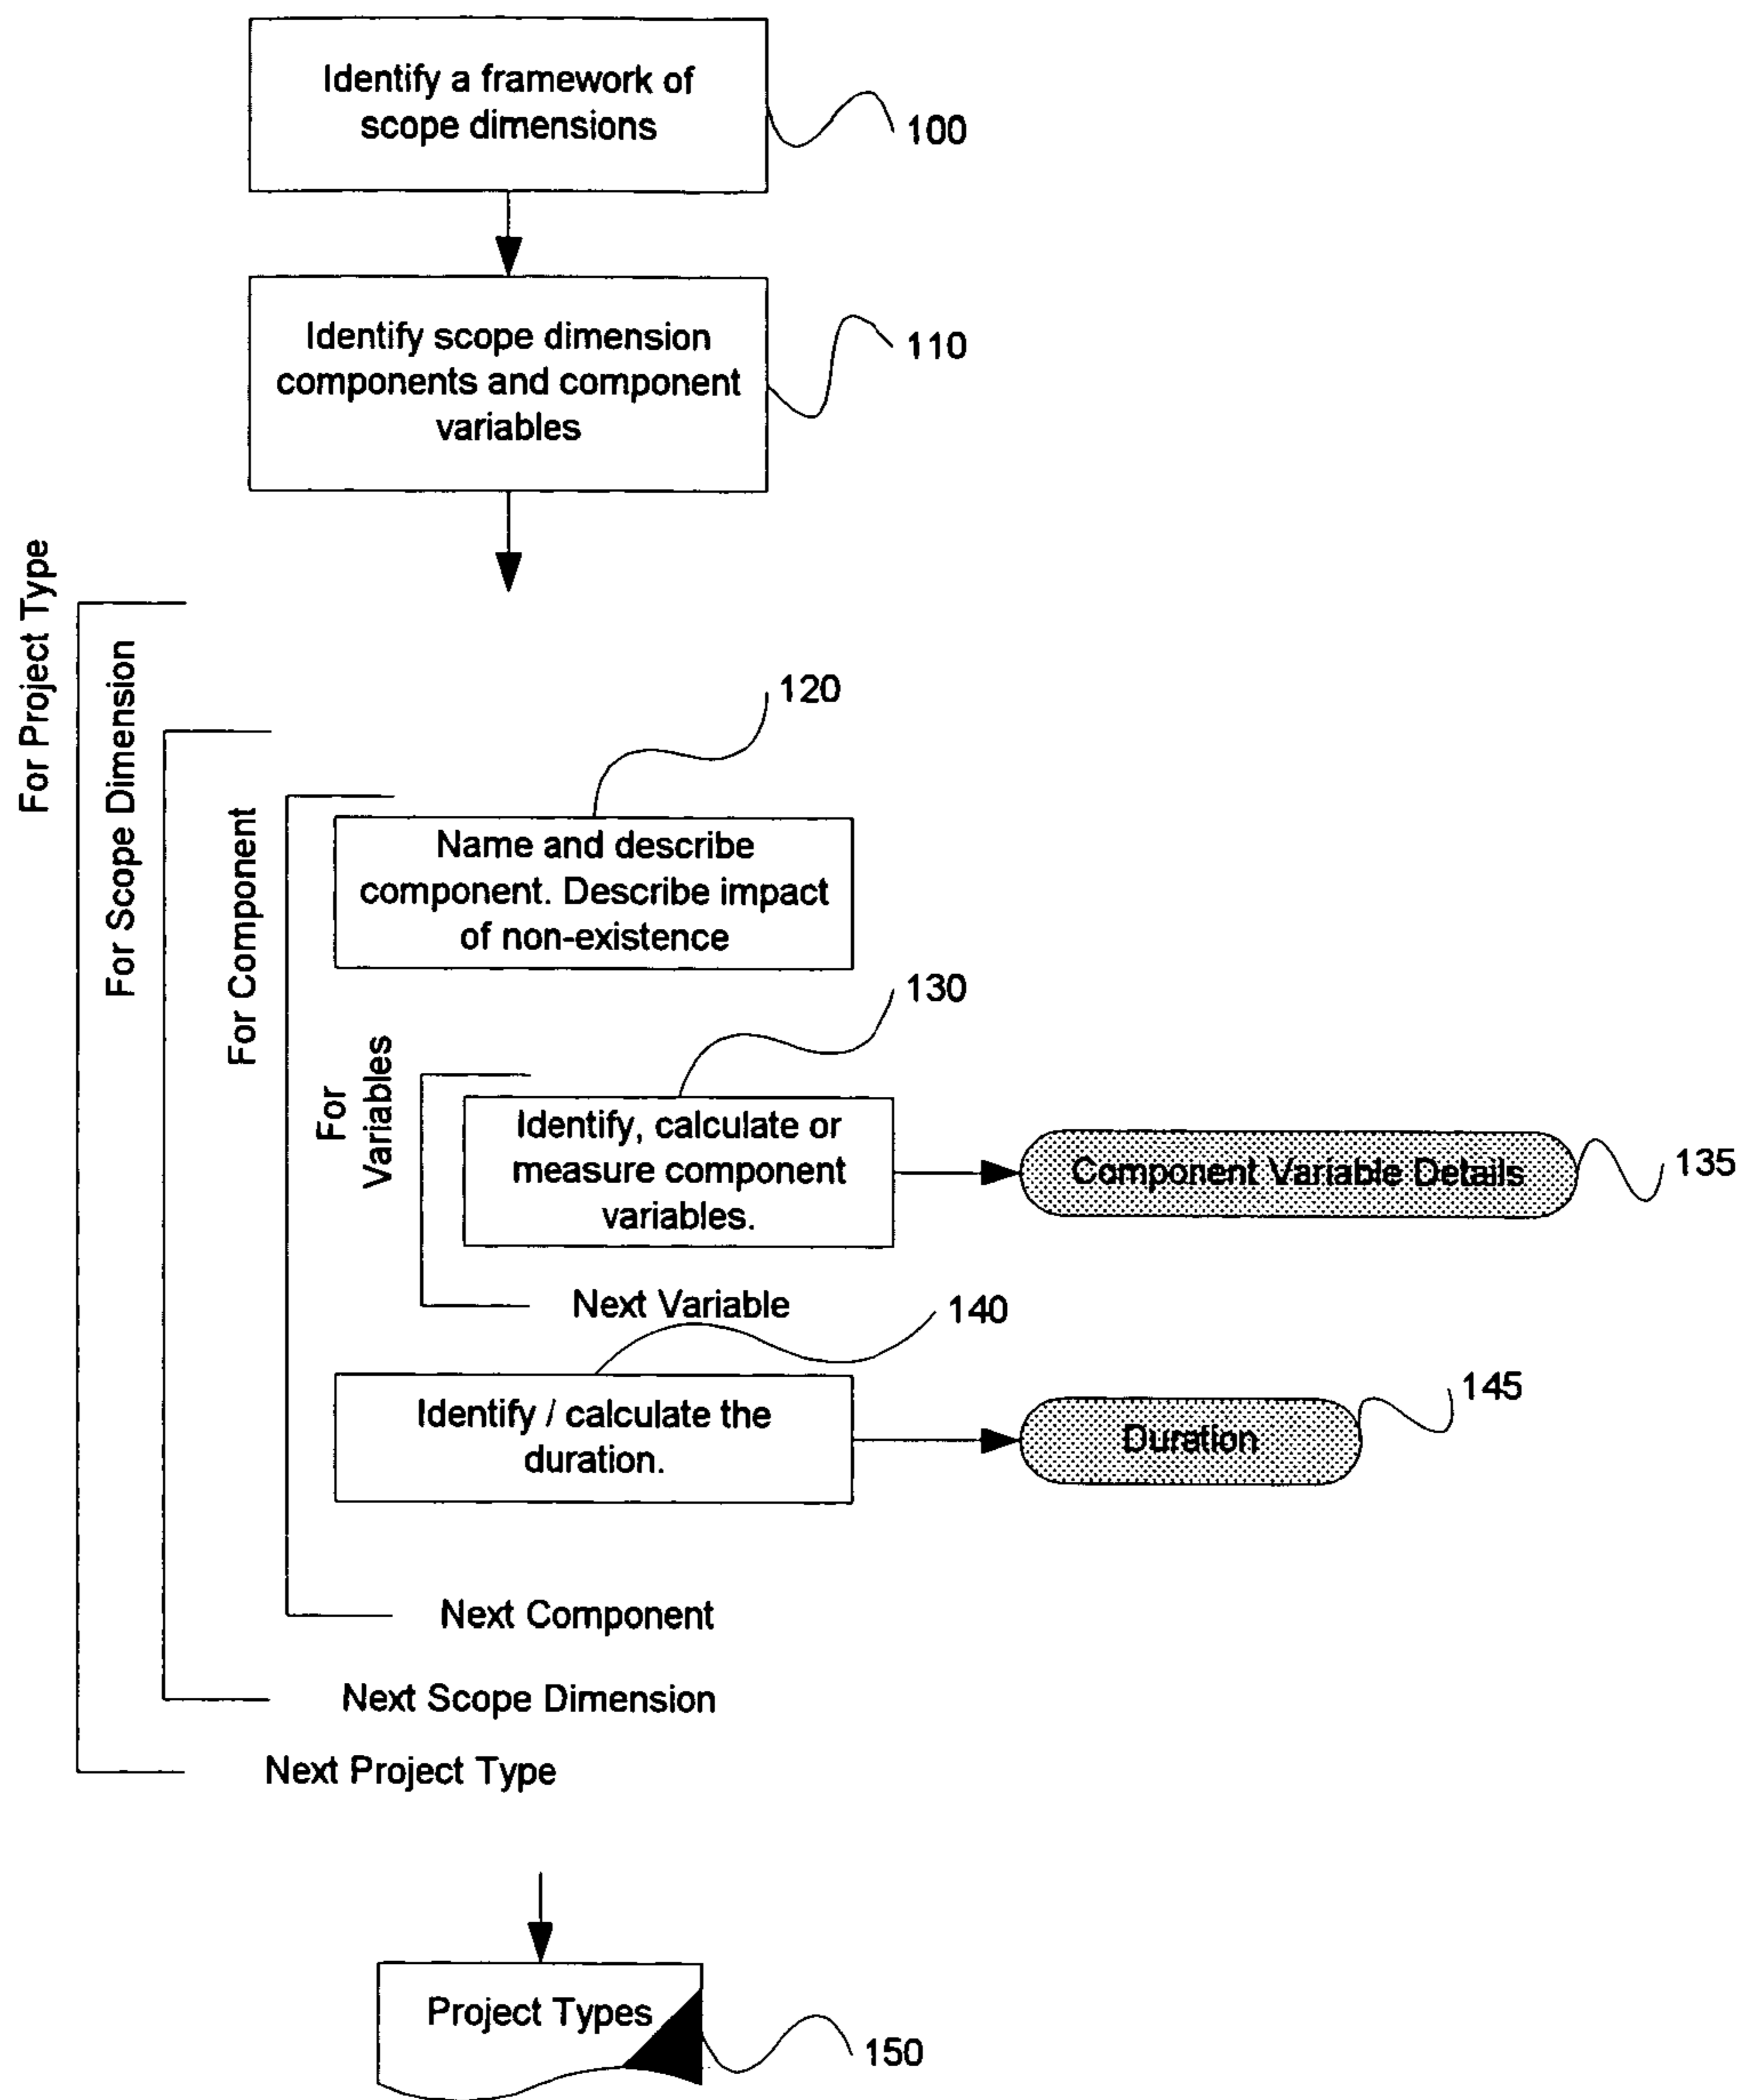 Identify a framework of
scope dimensions
100
Identify scope dimension
components and component
variables
110
For Project Type
For Scope Dimension
For Component
120
Name and describe
component. Describe impact
of non-existence
130
For
Variables
Identify, calculate or
measure component
variables.
Component Variable Details
135
Next Variable
140
Identify / calculate the
duration.
Duration
145
Next Component
Next Scope Dimension
Next Project Type
Project Types
150